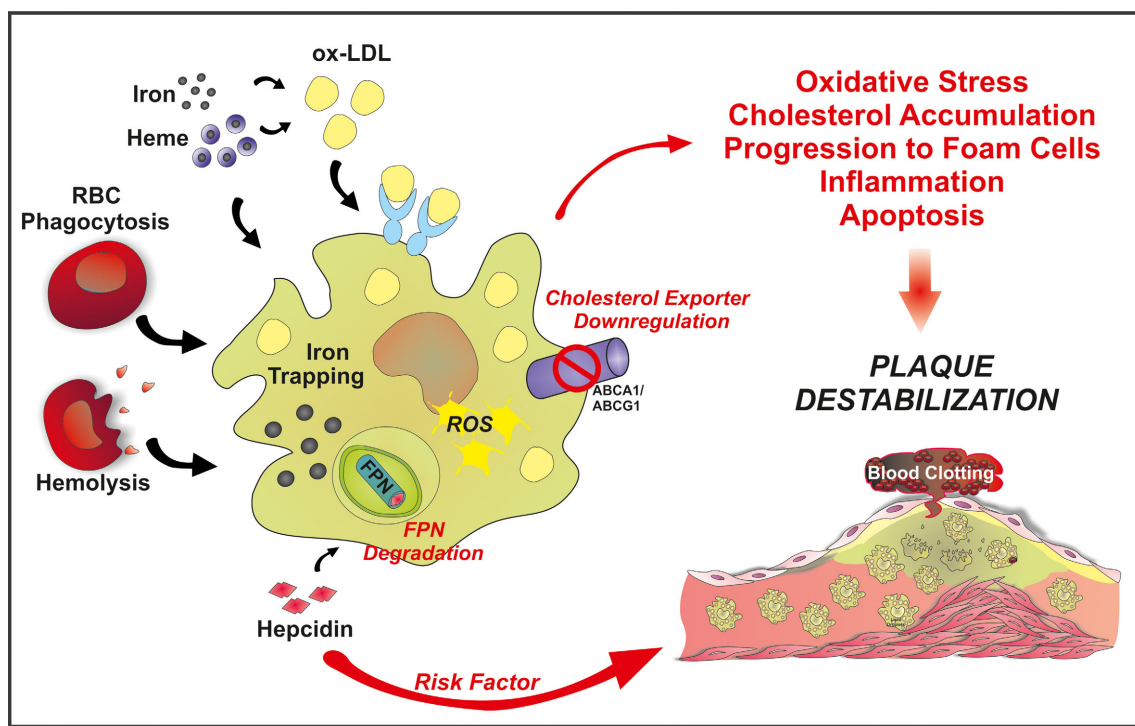 ox-LDL
Iron
Heme
RBC
Phagocytosis
Hemolysis
Iron
Trapping
ROS
FPN
FPN
Degradation
Hepcidin
Cholesterol Exporter
Downregulation
ABCA1/
ABCG1
Risk Factor
Oxidative Stress
Cholesterol Accumulation
Progression to Foam Cells
Inflammation
Apoptosis
PLAQUE
DESTABILIZATION
Blood Clotting